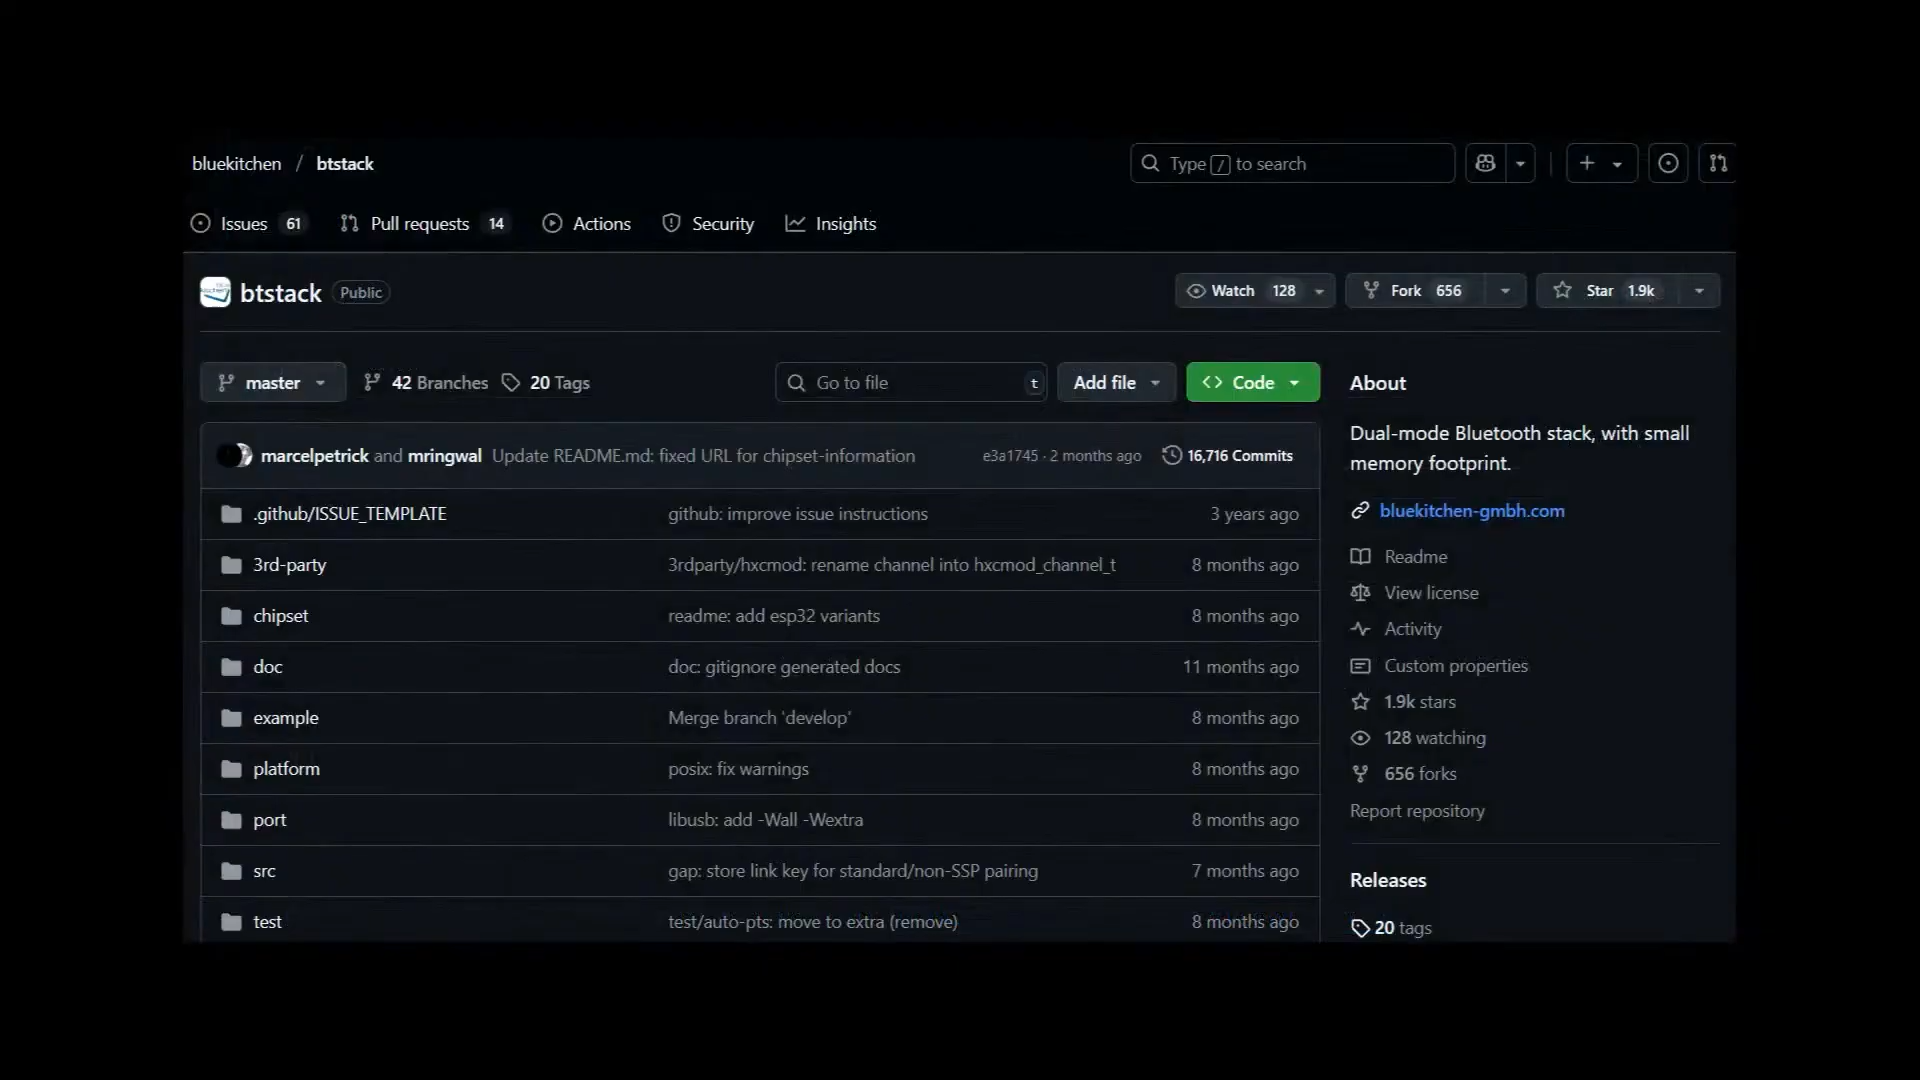 bluekitchen / btstack
Type / to search
Issues 61 Pull requests 14 Actions Security Insights
btstack Public
Watch 128 Fork 656 Star 1.9k
master 42 Branches 20 Tags Go to file t Add file <> Code
marcelpetrick and mringwal Update README.md: fixed URL for chipset-information e3a1745 · 2 months ago 16,716 Commits
.github/ISSUE_TEMPLATE github: improve issue instructions 3 years ago
3rd-party 3rdparty/hxcmod: rename channel into hxcmod_channel_t 8 months ago
chipset readme: add esp32 variants 8 months ago
doc doc: gitignore generated docs 11 months ago
example Merge branch 'develop' 8 months ago
platform posix: fix warnings 8 months ago
port libusb: add -Wall -Wextra 8 months ago
src gap: store link key for standard/non-SSP pairing 7 months ago
test test/auto-pts: move to extra (remove) 8 months ago
About
Dual-mode Bluetooth stack, with small
memory footprint.
bluekitchen-gmbh.com
Readme
View license
Activity
Custom properties
1.9k stars
128 watching
656 forks
Report repository
Releases
20 tags